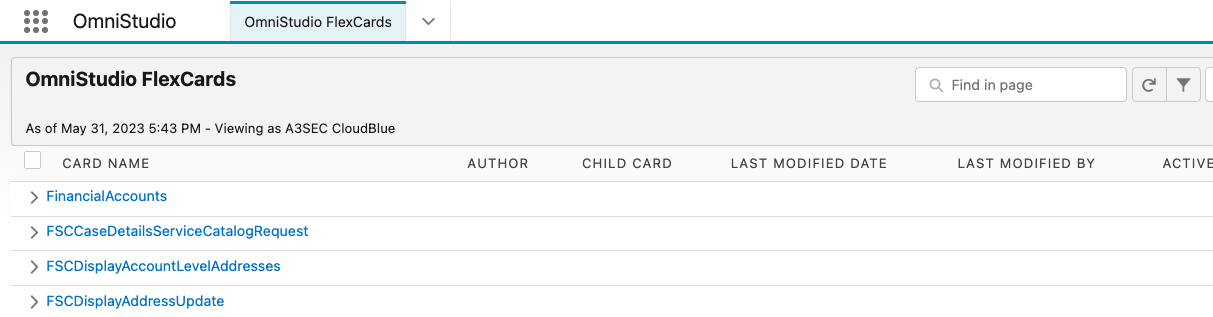 OmniStudio OmniStudio FlexCards
OmniStudio FlexCards
Find in page
As of May 31, 2023 5:43 PM - Viewing as A3SEC CloudBlue
CARD NAME AUTHOR CHILD CARD LAST MODIFIED DATE LAST MODIFIED BY ACTIVE
FinancialAccounts
FSCCaseDetailsServiceCatalogRequest
FSCDisplayAccountLevelAddresses
FSCDisplayAddressUpdate